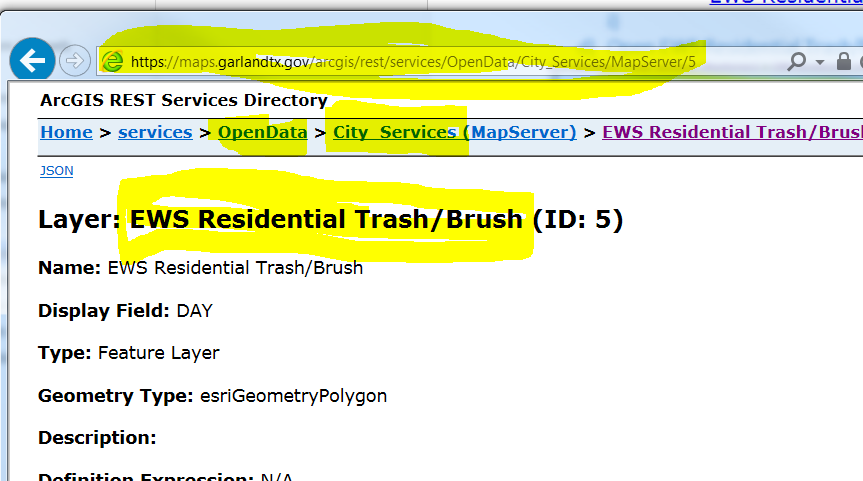 EWS Residential
https://maps.garlandtx.gov/arcgis/rest/services/OpenData/City_Services/MapServer/5
ArcGIS REST Services Directory
Home > services > OpenData > City_Services (MapServer) > EWS Residential Trash/Brush
JSON
Layer: EWS Residential Trash/Brush (ID: 5)
Name: EWS Residential Trash/Brush
Display Field: DAY
Type: Feature Layer
Geometry Type: esriGeometryPolygon
Description:
Definition Expression: N/A